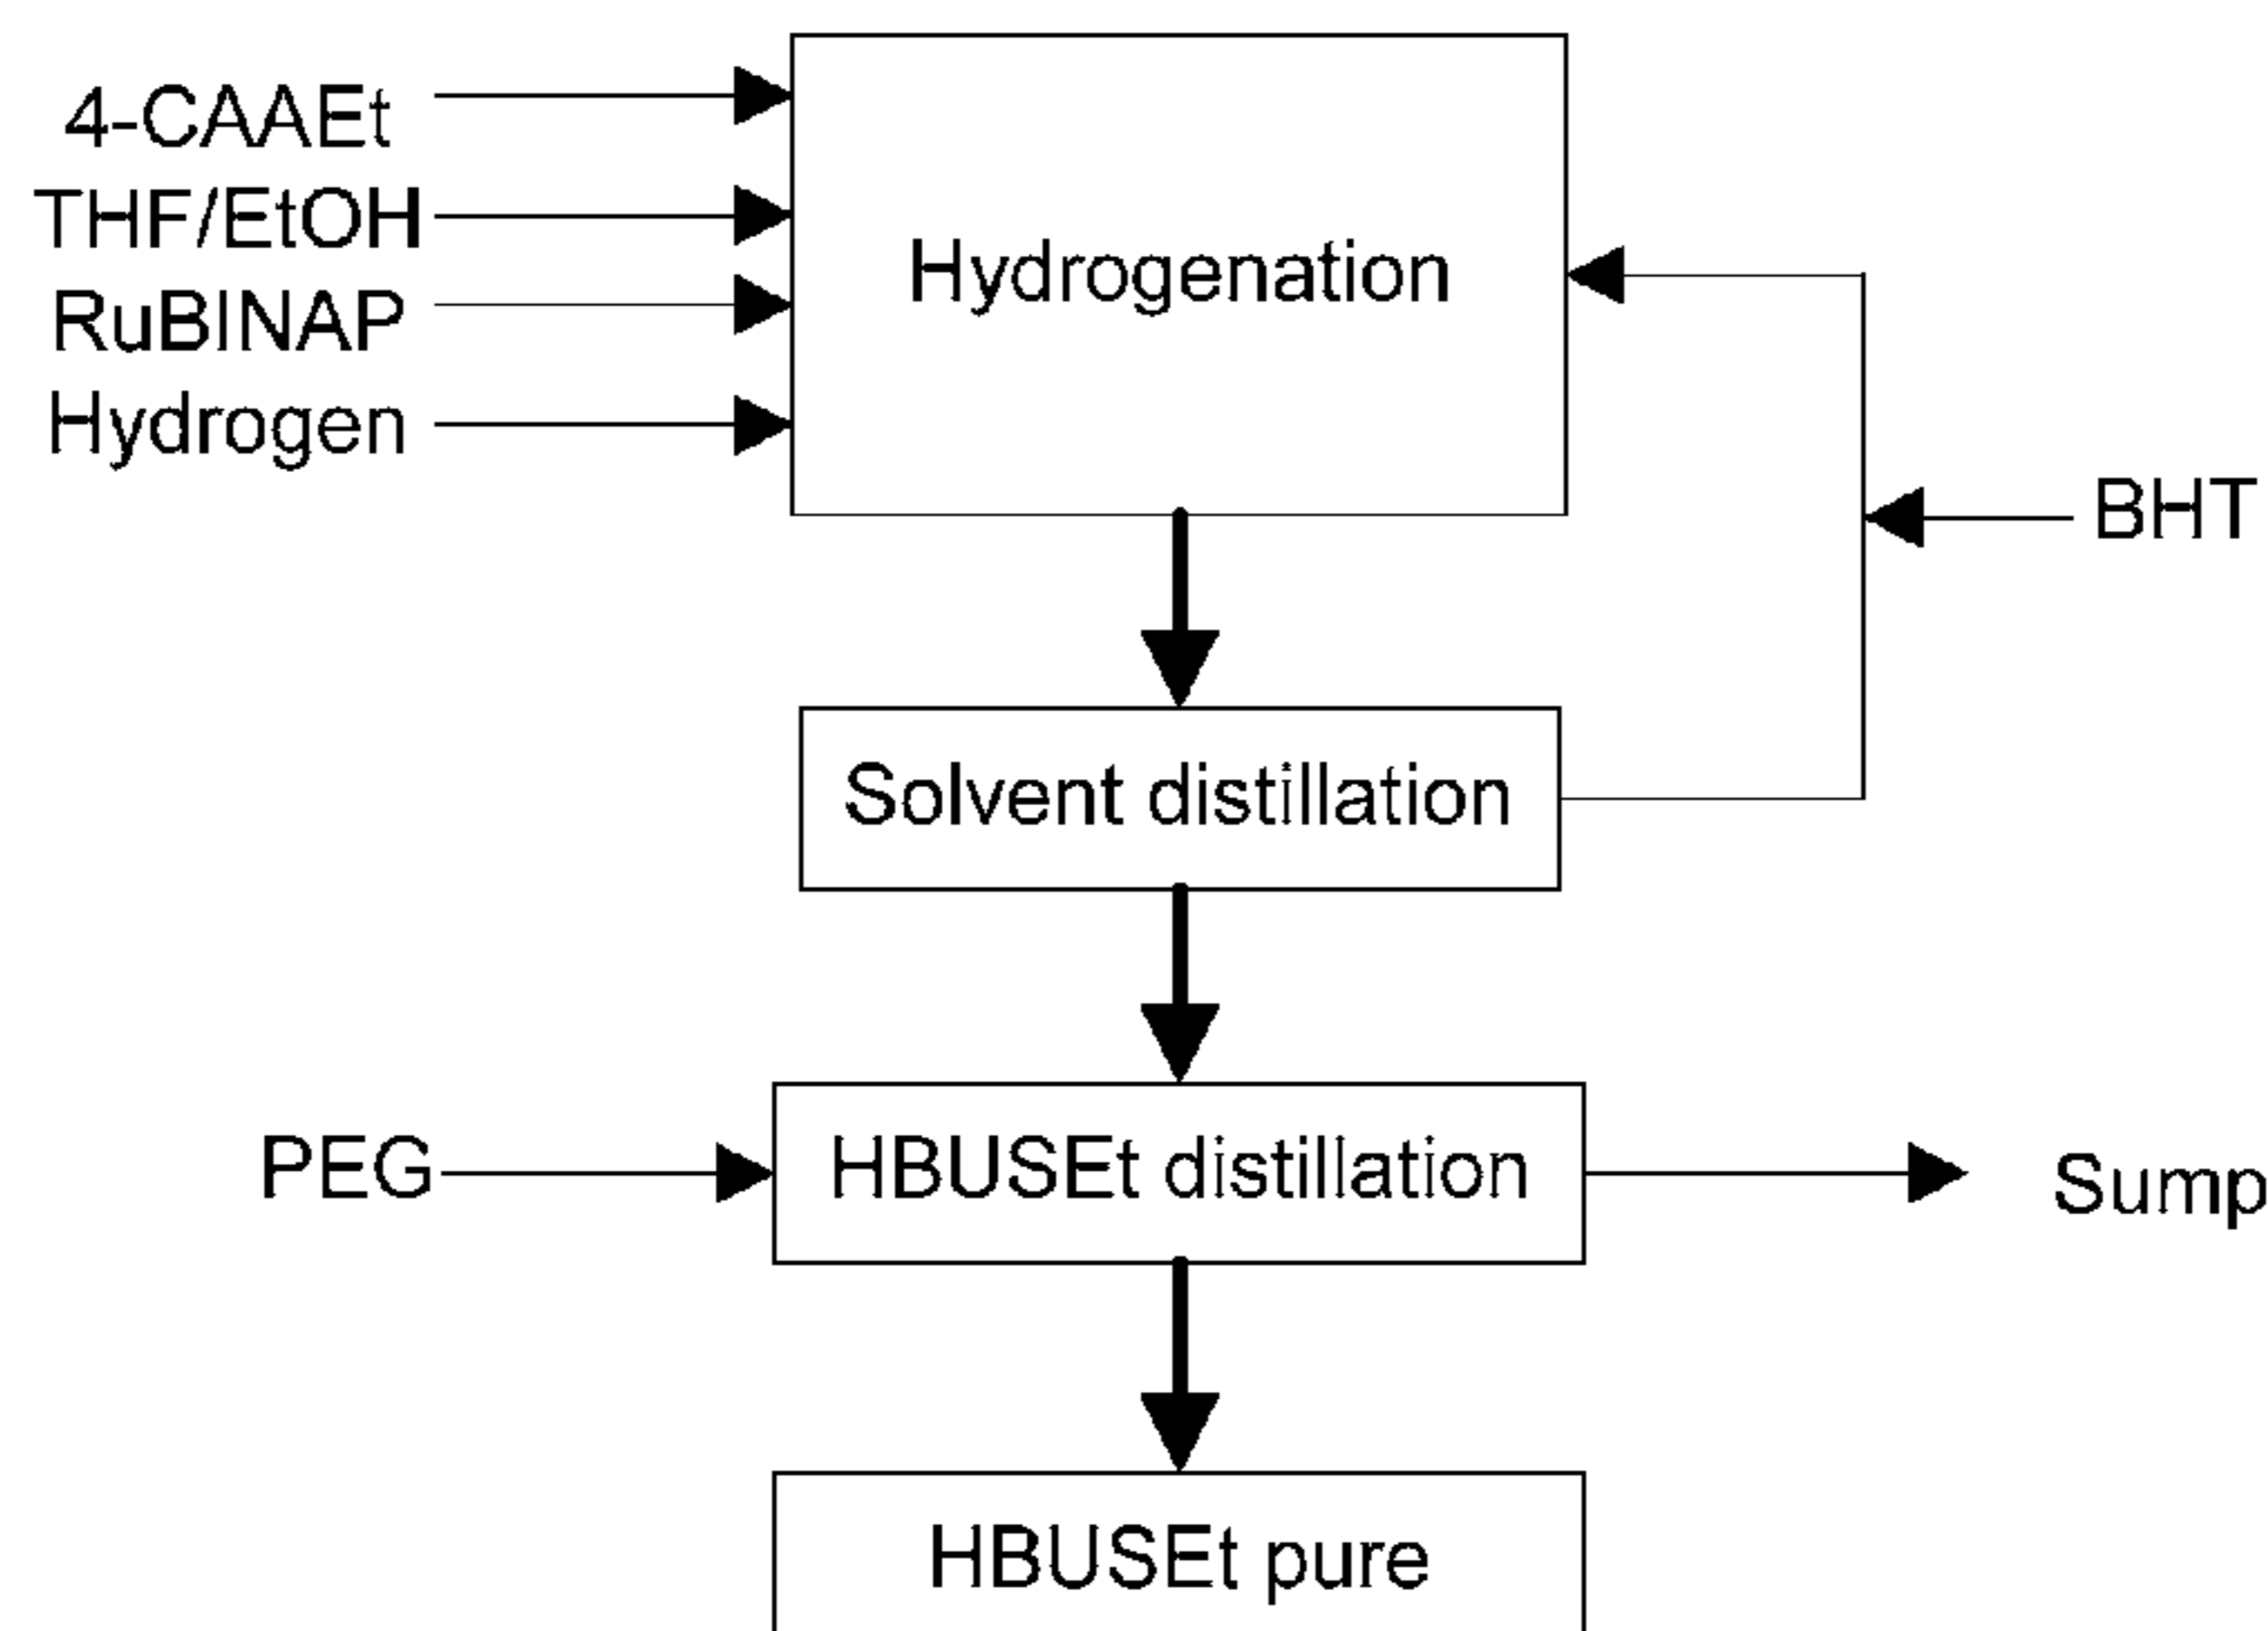 4-CAAEt
THF/EtOH
RuBINAP
Hydrogen
Hydrogenation
BHT
Solvent distillation
PEG
HBUSEt distillation
Sump
HBUSEt pure